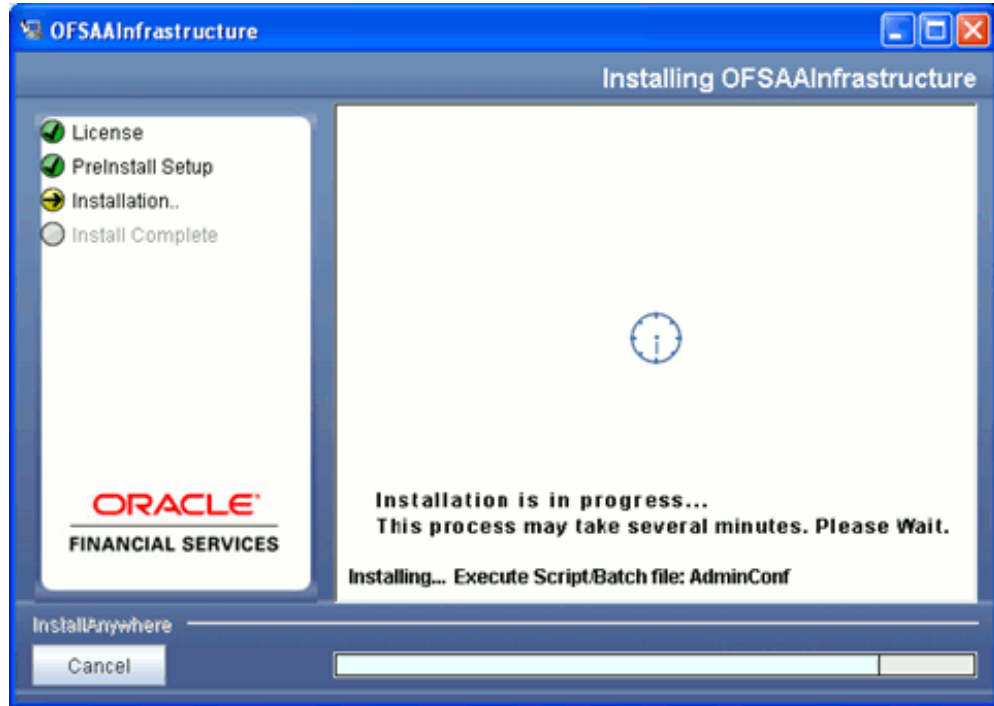 OFSAAInfrastructure
Installing OFSAAInfrastructure
License
PreInstall Setup
Installation..
Install Complete
ORACLE
FINANCIAL SERVICES
Installation is in progress...
This process may take several minutes. Please Wait.
Installing... Execute Script/Batch file: AdminConf
InstallAnywhere
Cancel